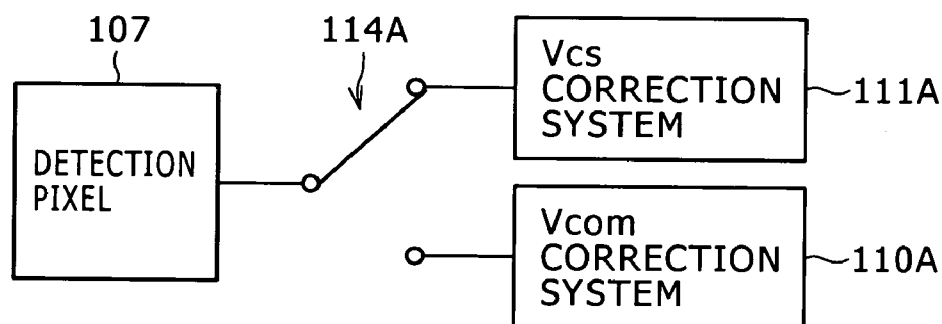 107
114A
Vcs
CORRECTION
SYSTEM
111A
DETECTION
PIXEL
Vcom
CORRECTION
SYSTEM
110A